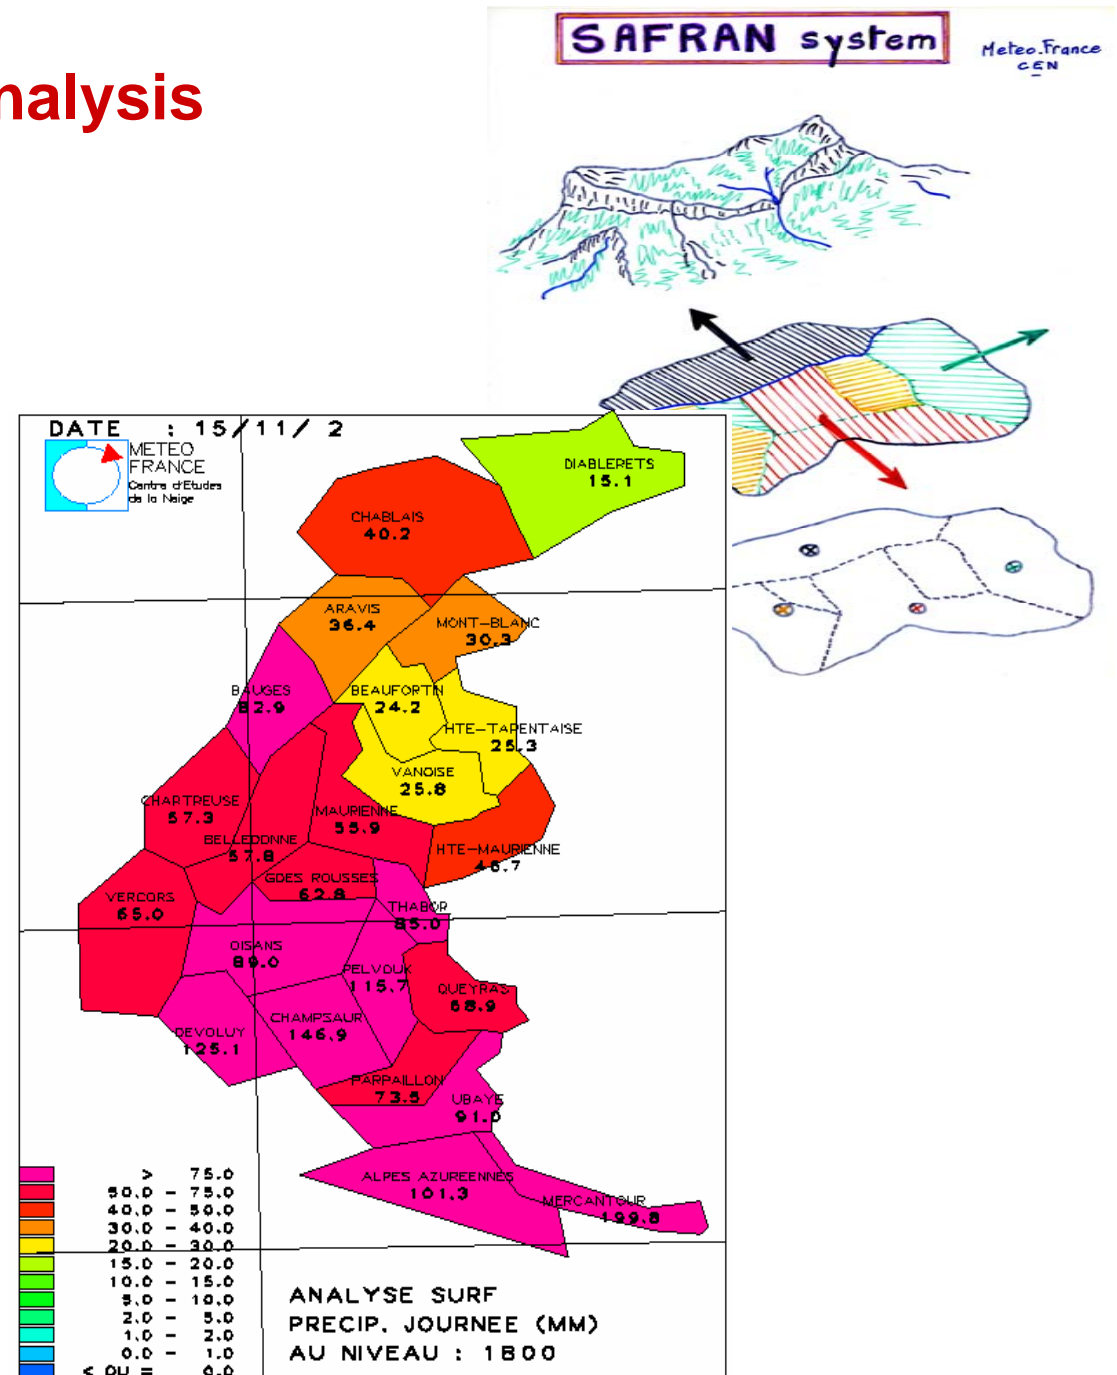 SAFRAN system
Meteo.France
CEN
nalysis
DATE : 15/11/ 2
METEO
FRANCE
Centre d'Etudes
de la Neige
DIABLERETS
15.1
CHABLAIS
40.2
ARAVIS
36.4
MONT-BLANC
30.3
BAUGES
82.9
BEAUFORTIN
24.2
HTE-TARENTAISE
25.3
VANOISE
25.8
CHARTREUSE
57.3
MAURIENNE
55.9
BELLEDONNE
57.8
HTE-MAURIENNE
46.7
GDES ROUSSES
62.8
VERCORS
65.0
THABOR
85.0
OISANS
89.0
PELVOUX
115.7
QUEYRAS
68.9
CHAMPSAUR
146.9
DEVOLUY
125.1
PARPAILLON
73.5
UBAYE
91.0
ALPES AZUREENNES
101.3
MERCANTOUR
199.8
> 75.0
50.0 - 75.0
40.0 - 50.0
30.0 - 40.0
20.0 - 30.0
15.0 - 20.0
10.0 - 15.0
5.0 - 10.0
2.0 - 5.0
1.0 - 2.0
0.0 - 1.0
< OU = 0.0
ANALYSE SURF
PRECIP. JOURNEE (MM)
AU NIVEAU : 1800